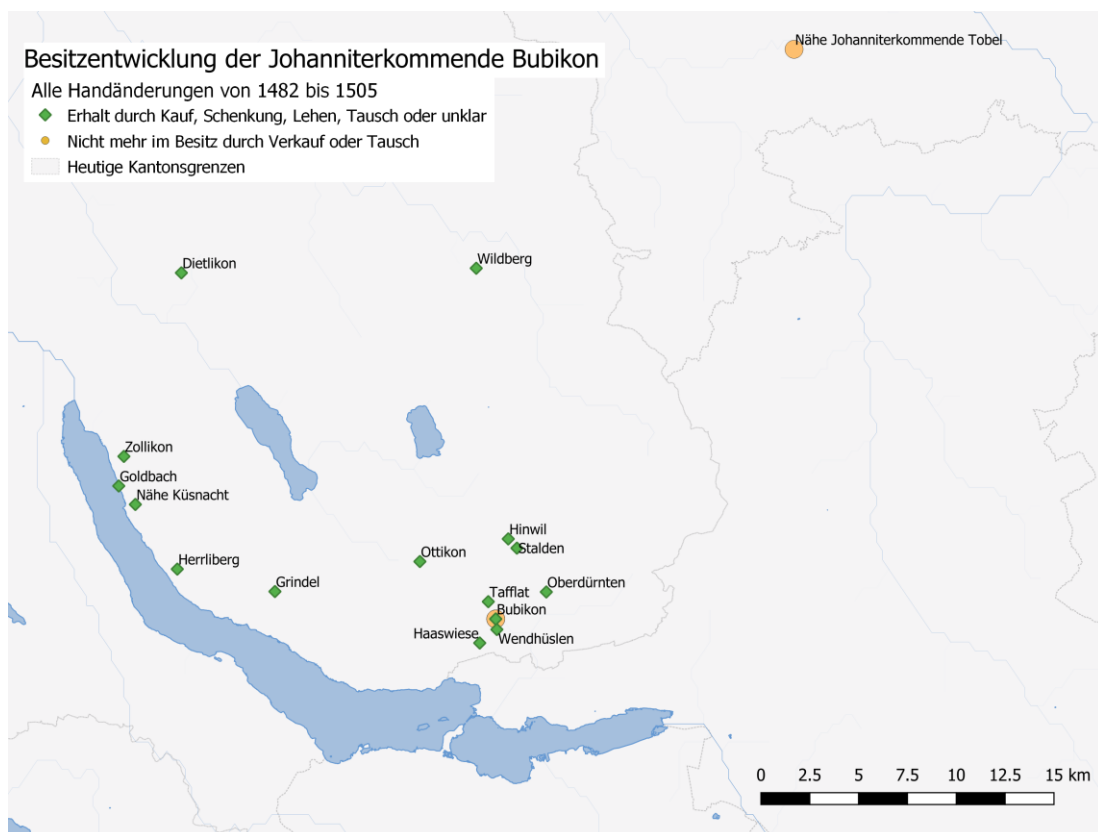 Nähe Johanniterkommende Tobel
Besitzentwicklung der Johanniterkommende Bubikon
Alle Handänderungen von 1482 bis 1505
Erhalt durch Kauf, Schenkung, Lehen, Tausch oder unklar
Nicht mehr im Besitz durch Verkauf oder Tausch
Heutige Kantonsgrenzen
Dietlikon
Wildberg
Zollikon
Goldbach
Nähe Küsnacht
Hinwil
Stalden
Ottikon
Herrliberg
Grindel
Oberdürnten
Tafflat
Bubikon
Haaswiese
Wendhüslen
0 2.5 5 7.5 10 12.5 15 km